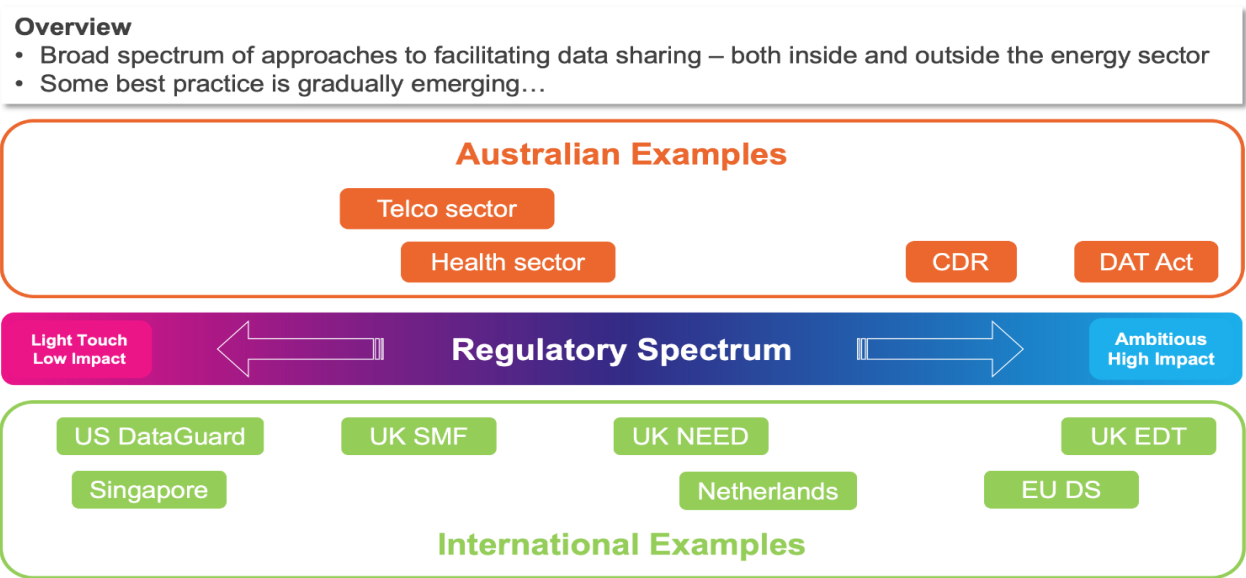 Overview
• Broad spectrum of approaches to facilitating data sharing – both inside and outside the energy sector
• Some best practice is gradually emerging…
Australian Examples
Telco sector
Health sector
CDR
DAT Act
Light Touch
Low Impact
Regulatory Spectrum
Ambitious
High Impact
US DataGuard
UK SMF
UK NEED
UK EDT
Singapore
Netherlands
EU DS
International Examples